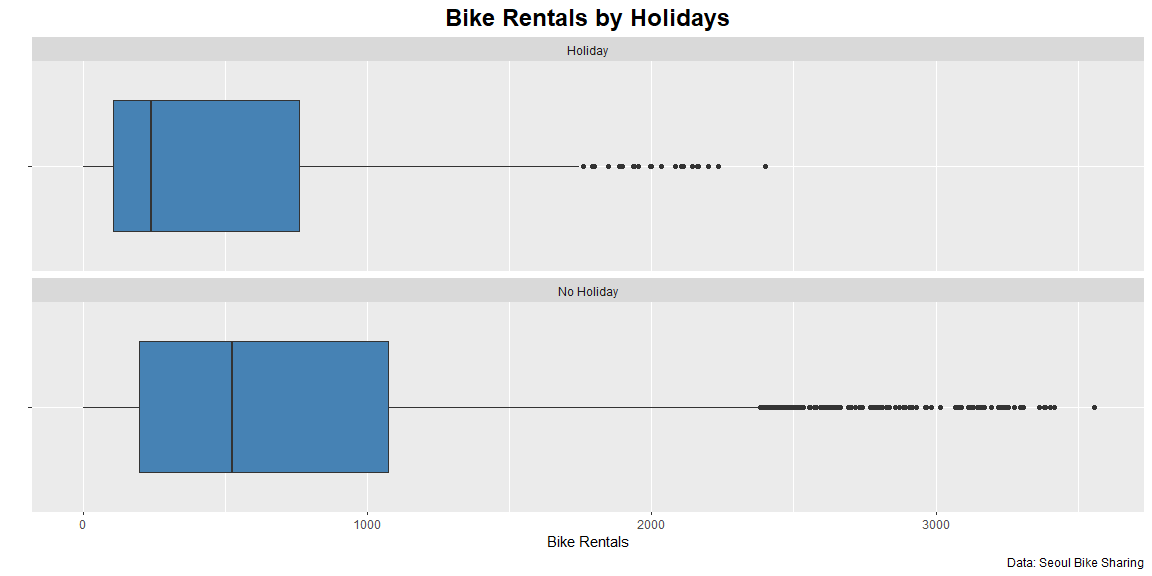 Bike Rentals by Holidays
Holiday
No Holiday
0 1000 2000 3000
Bike Rentals
Data: Seoul Bike Sharing